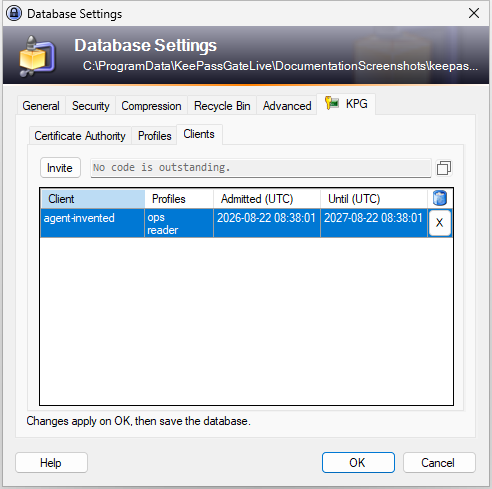 Database Settings
Database Settings
C:\ProgramData\KeePassGateLive\DocumentationScreenshots\keepas...
General Security Compression Recycle Bin Advanced KPG
Certificate Authority Profiles Clients
Invite No code is outstanding.
Client Profiles Admitted (UTC) Until (UTC)
agent-invented ops 2026-08-22 08:38:01 2027-08-22 08:38:01 X
reader
Changes apply on OK, then save the database.
Help OK Cancel